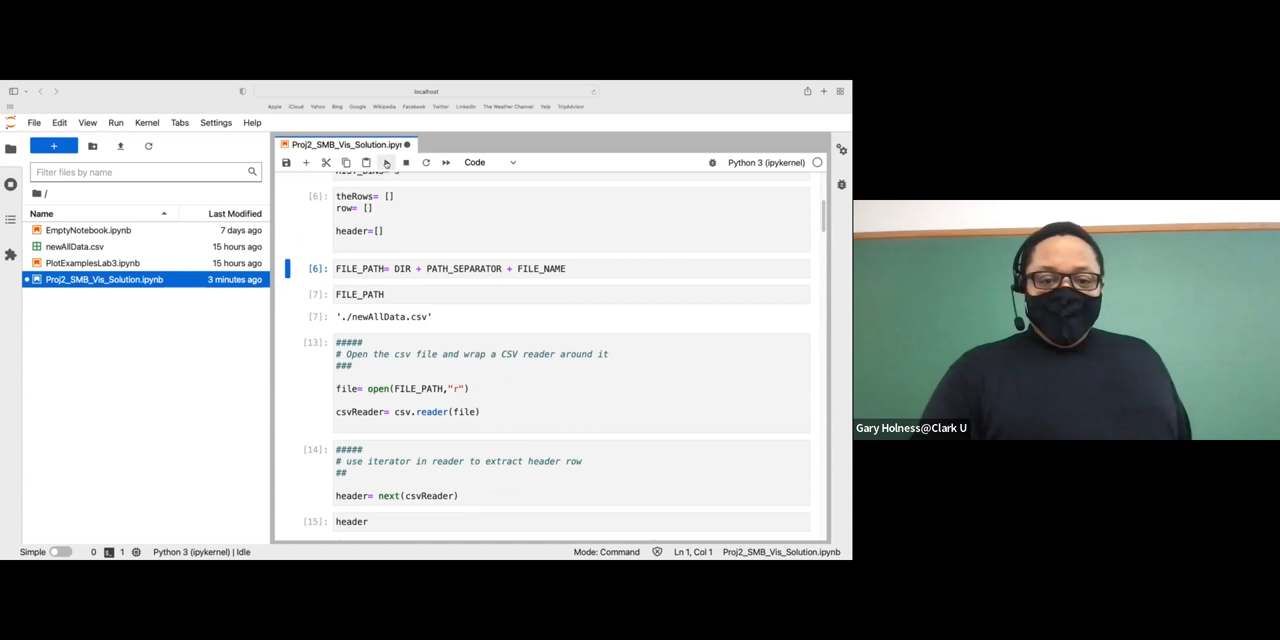 localhost
Apple iCloud Yahoo Bing Google Wikipedia Facebook Twitter LinkedIn The Weather Channel Yelp TripAdvisor
File Edit View Run Kernel Tabs Settings Help
Proj2_SMB_Vis_Solution.ipyn
Code
Python 3 (ipykernel)
Filter files by name
/
Name Last Modified
EmptyNotebook.ipynb 7 days ago
newAllData.csv 15 hours ago
PlotExamplesLab3.ipynb 15 hours ago
Proj2_SMB_Vis_Solution.ipynb 3 minutes ago
[6]: theRows= []
row= []
header=[]
[6]: FILE_PATH= DIR + PATH_SEPARATOR + FILE_NAME
[7]: FILE_PATH
[7]: './newAllData.csv'
[13]: #####
# Open the csv file and wrap a CSV reader around it
###
file= open(FILE_PATH,"r")
csvReader= csv.reader(file)
[14]: #####
# use iterator in reader to extract header row
##
header= next(csvReader)
[15]: header
Simple 0 1 Python 3 (ipykernel) | Idle
Mode: Command Ln 1, Col 1 Proj2_SMB_Vis_Solution.ipynb
Gary Holness@Clark U